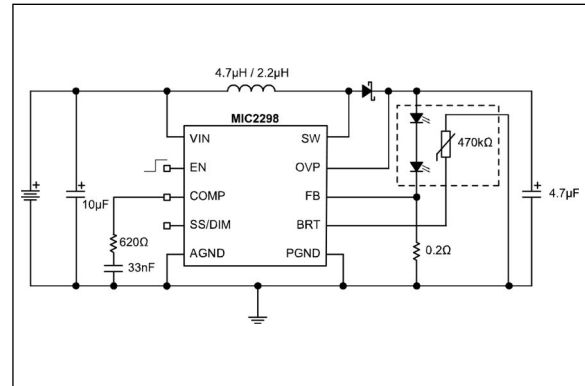 4.7µH / 2.2µH
MIC2298
VIN
SW
EN
OVP
COMP
FB
SS/DIM
BRT
AGND
PGND
+
+
10µF
620Ω
33nF
470kΩ
0.2Ω
+
4.7µF